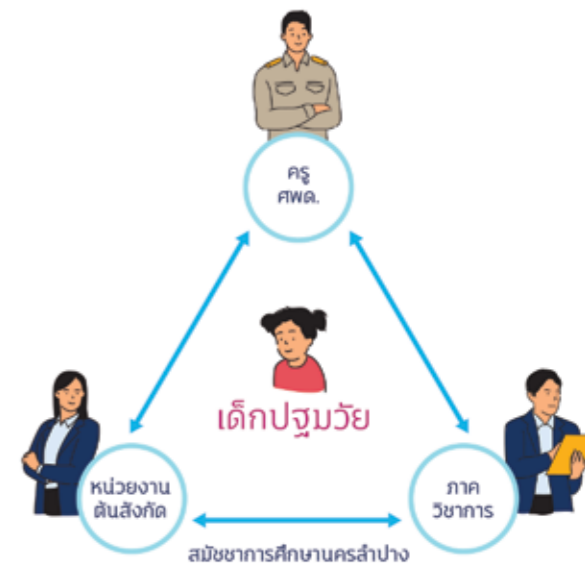 ครู
ศพด.
เด็กปฐมวัย
หน่วยงาน
ต้นสังกัด
ภาค
วิชาการ
สมัชชาการศึกษานครลำปาง